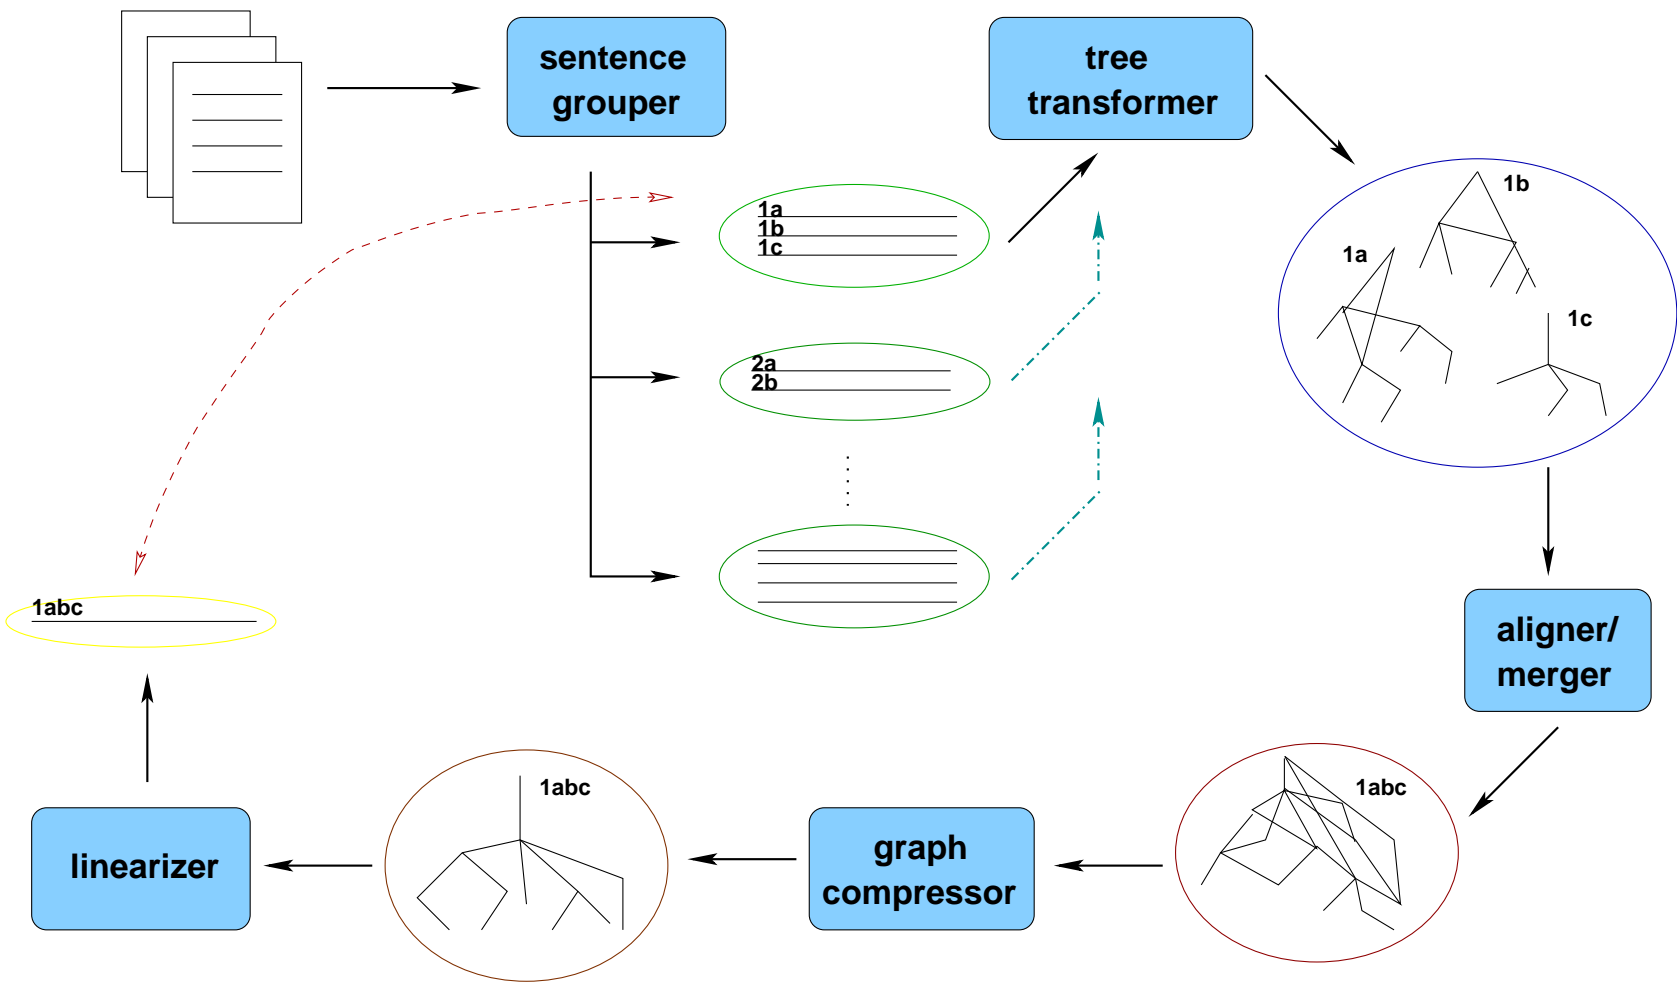 sentence
grouper
tree
transformer
1a
1b
1c
2a
2b
1b
1a
1c
aligner/
merger
1abc
graph
compressor
1abc
linearizer
1abc